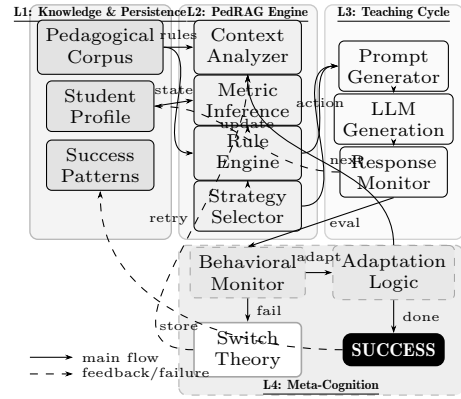 L1: Knowledge & Persistence
L2: PedRAG Engine
L3: Teaching Cycle
Pedagogical
Corpus
rules
Context
Analyzer
Prompt
Generator
Student
Profile
state
Metric
Inference
action
LLM
Generation
update
Success
Patterns
Rule
Engine
next
Response
Monitor
retry
Strategy
Selector
eval
Behavioral
Monitor
adapt
Adaptation
Logic
fail
done
store
Switch
Theory
SUCCESS
main flow
feedback/failure
L4: Meta-Cognition